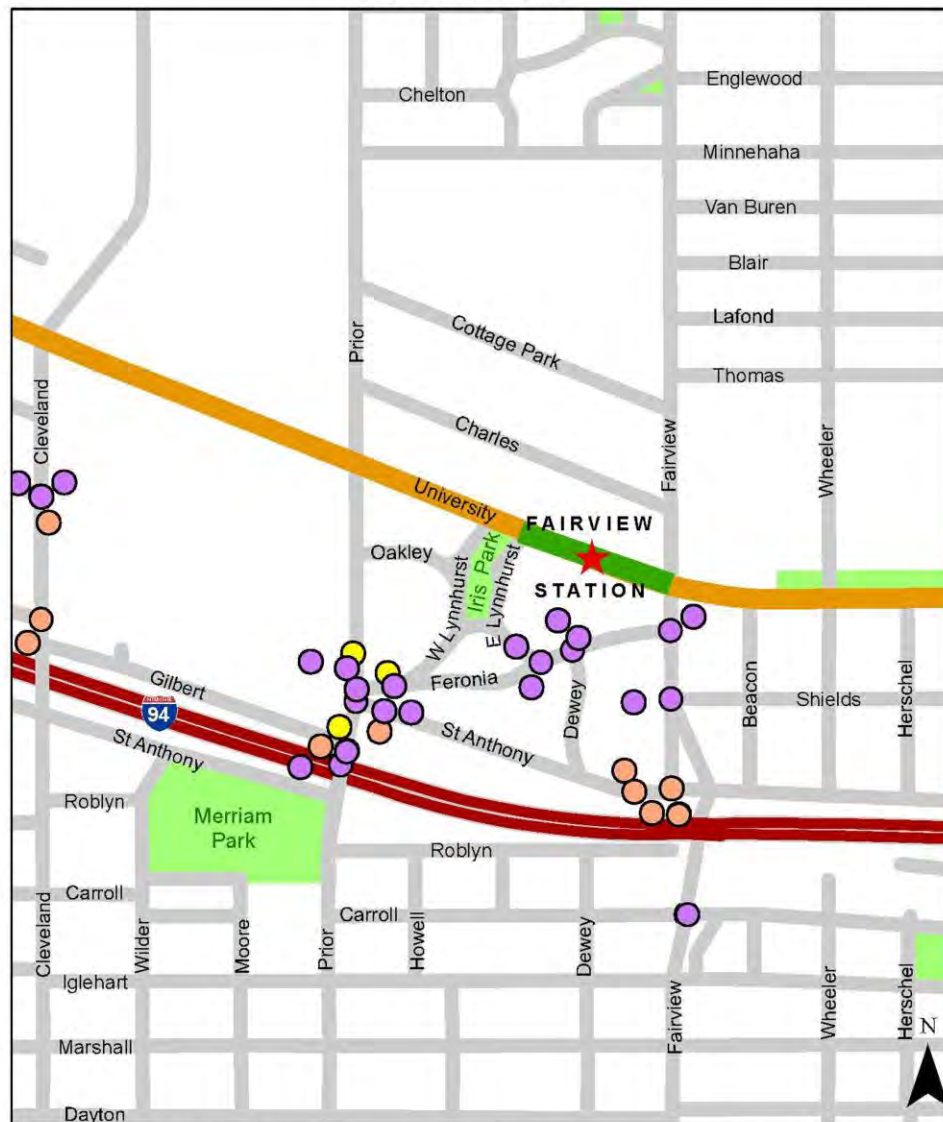 Englewood
Chelton
Minnehaha
Van Buren
Blair
Lafond
Thomas
Cottage Park
Prior
Charles
Cleveland
Fairview
Wheeler
University
FAIRVIEW
STATION
Oakley
W Lynnhurst
Iris Park
E Lynnhurst
Gilbert
94
St Anthony
Feronia
Dewey
Beacon
Shields
Herschel
St Anthony
Roblyn
Merriam
Park
Roblyn
Carroll
Carroll
Cleveland
Wilder
Moore
Prior
Howell
Dewey
Fairview
Wheeler
Herschel
Iglehart
N
Marshall
Dayton